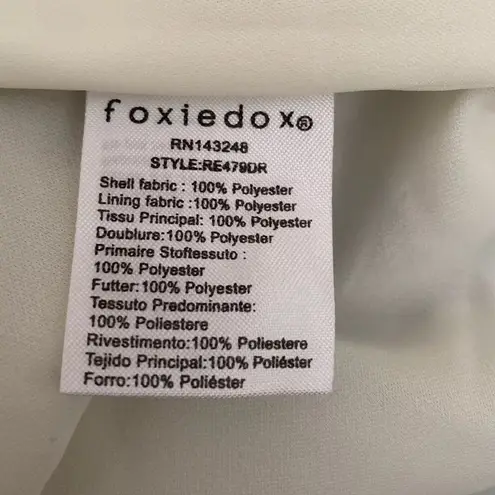 foxiedox®
RN143248
STYLE:RE479DR
Shell fabric : 100% Polyester
Lining fabric :100% Polyester
Tissu Principal: 100% Polyester
Doublure:100% Polyester
Primaire Stoftessuto :
100% Polyester
Futter:100% Polyester
Tessuto Predominante:
100% Poliestere
Rivestimento:100% Poliestere
Tejido Principal:100% Poliéster
Forro:100% Poliéster